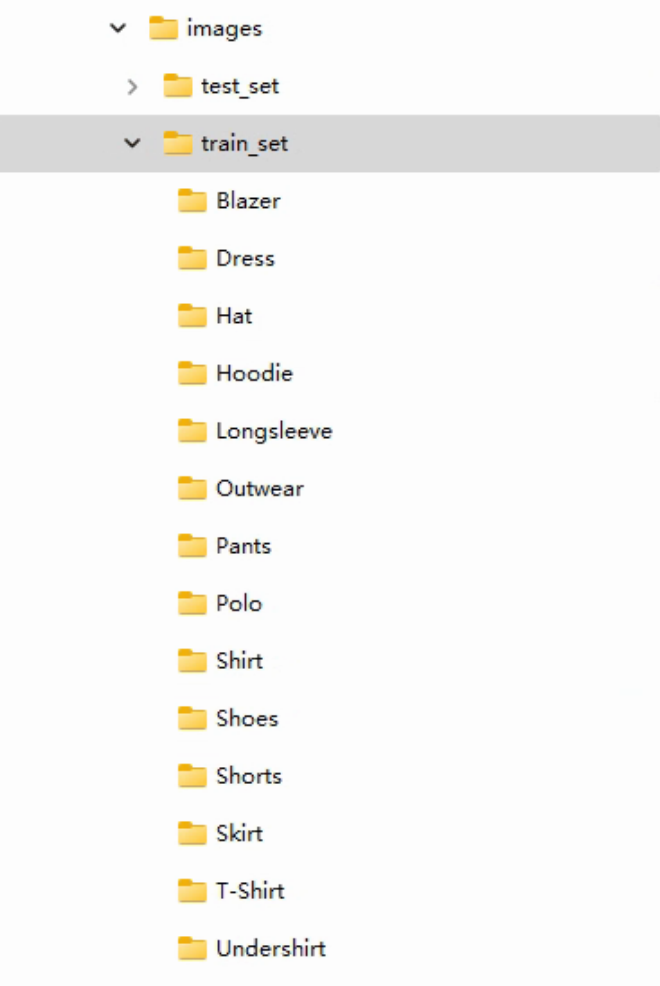 images
test_set
train_set
Blazer
Dress
Hat
Hoodie
Longsleeve
Outwear
Pants
Polo
Shirt
Shoes
Shorts
Skirt
T-Shirt
Undershirt